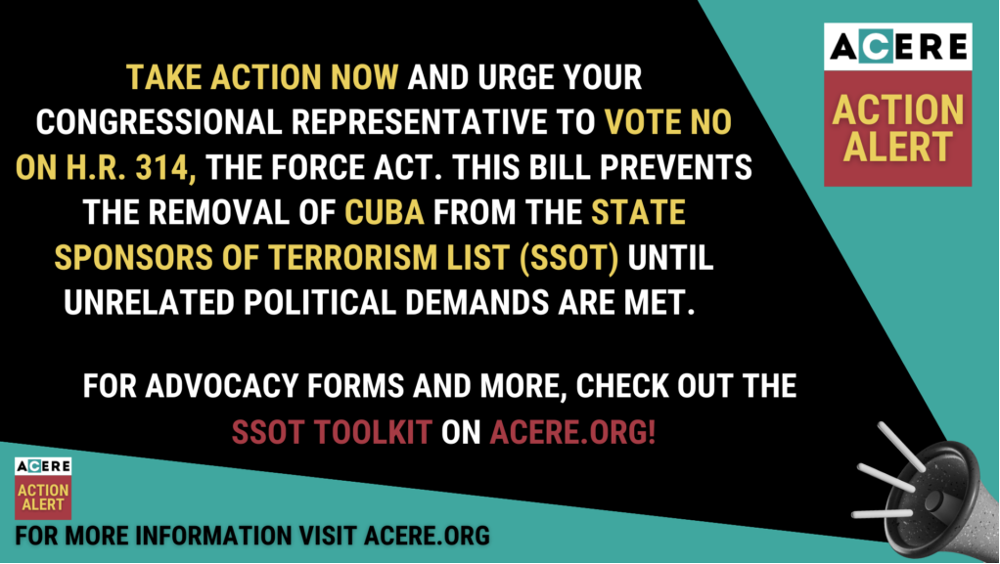 ACERE
ACTION
ALERT
TAKE ACTION NOW AND URGE YOUR
CONGRESSIONAL REPRESENTATIVE TO VOTE NO
ON H.R. 314, THE FORCE ACT. THIS BILL PREVENTS
THE REMOVAL OF CUBA FROM THE STATE
SPONSORS OF TERRORISM LIST (SSOT) UNTIL
UNRELATED POLITICAL DEMANDS ARE MET.
FOR ADVOCACY FORMS AND MORE, CHECK OUT THE
SSOT TOOLKIT ON ACERE.ORG!
ACERE
ACTION
ALERT
FOR MORE INFORMATION VISIT ACERE.ORG